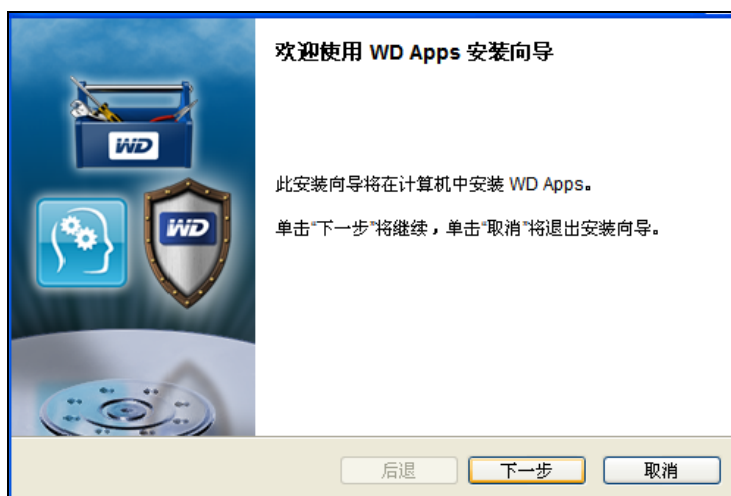 欢迎使用 WD Apps 安装向导
WD
WD
此安装向导将在计算机中安装 WD Apps。
单击“下一步”将继续，单击“取消”将退出安装向导。
后退
下一步
取消